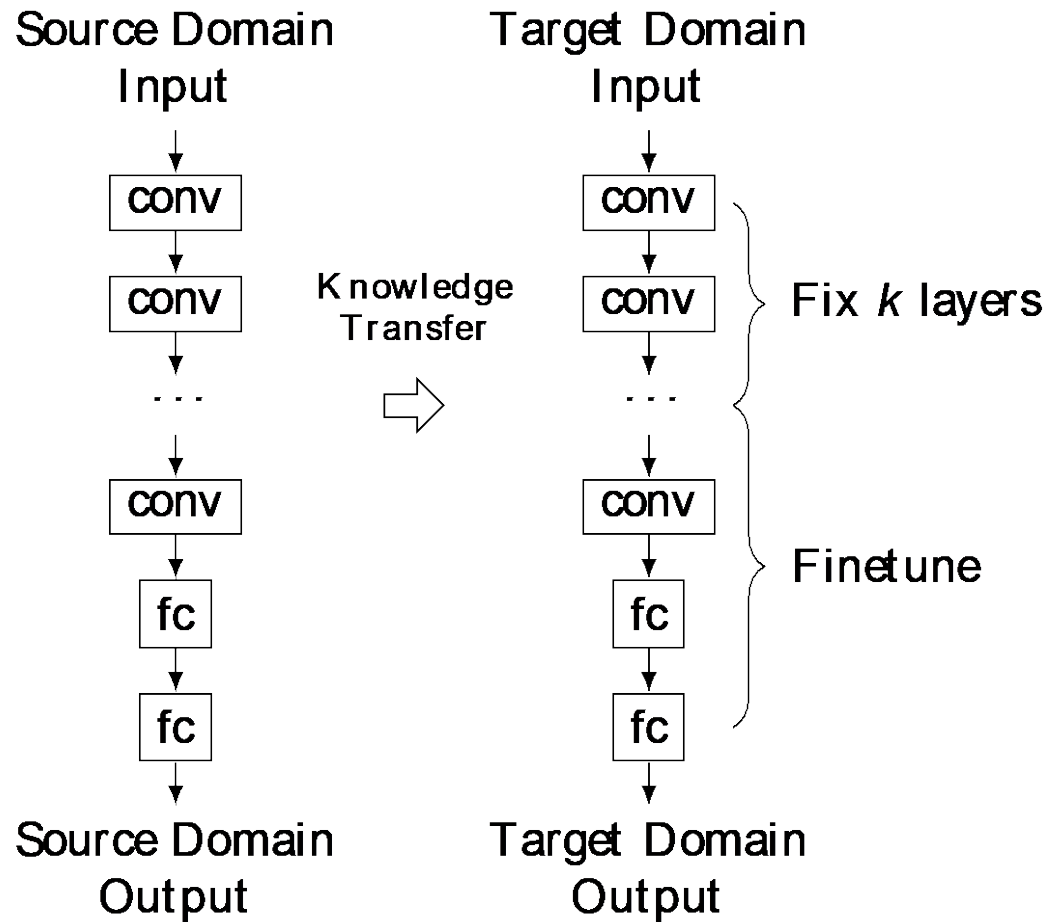 Source Domain
Input
conv
conv
. . .
conv
fc
fc
Source Domain
Output
Knowledge
Transfer
Target Domain
Input
conv
conv
. . .
conv
fc
fc
Target Domain
Output
Fix k layers
Finetune